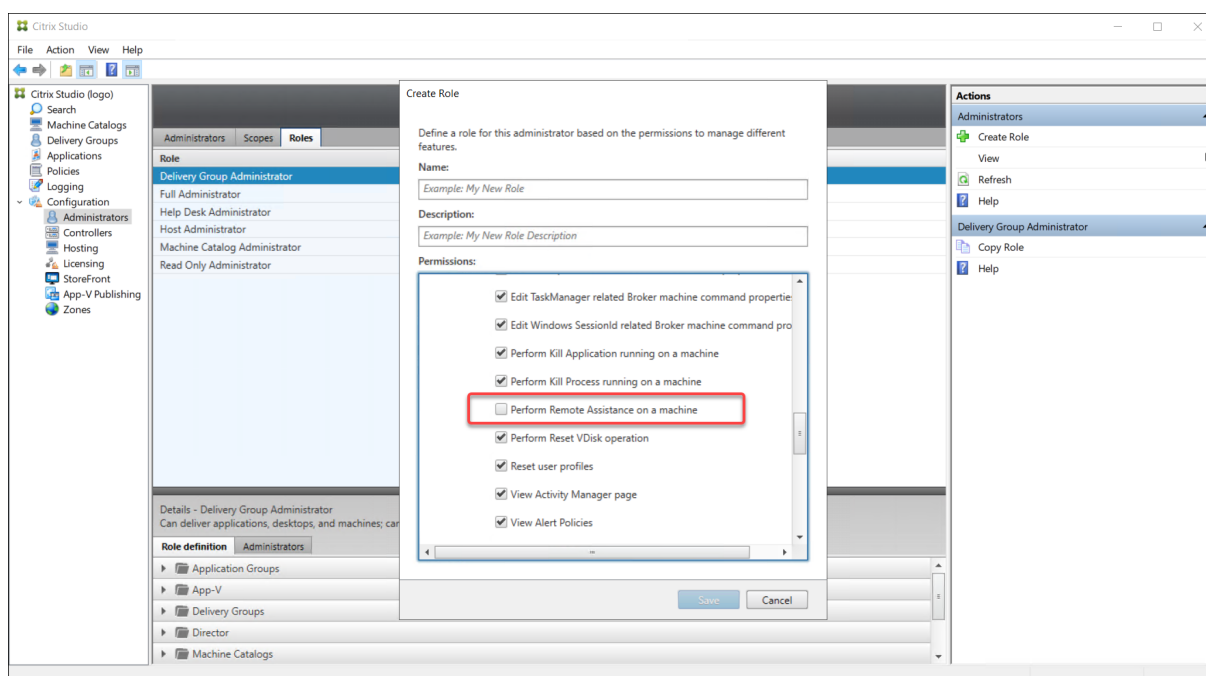 Citrix Studio
File Action View Help
Citrix Studio (logo)
Search
Machine Catalogs
Delivery Groups
Applications
Policies
Logging
Configuration
Administrators
Controllers
Hosting
Licensing
StoreFront
App-V Publishing
Zones
Administrators Scopes Roles
Role
Delivery Group Administrator
Full Administrator
Help Desk Administrator
Host Administrator
Machine Catalog Administrator
Read Only Administrator
Details - Delivery Group Administrator
Can deliver applications, desktops, and machines; can
Role definition Administrators
Application Groups
App-V
Delivery Groups
Director
Machine Catalogs
Create Role
Define a role for this administrator based on the permissions to manage different
features.
Name:
Example: My New Role
Description:
Example: My New Role Description
Permissions:
Edit TaskManager related Broker machine command propertie
Edit Windows SessionId related Broker machine command pro
Perform Kill Application running on a machine
Perform Kill Process running on a machine
Perform Remote Assistance on a machine
Perform Reset VDisk operation
Reset user profiles
View Activity Manager page
View Alert Policies
Save Cancel
Actions
Administrators
Create Role
View
Refresh
Help
Delivery Group Administrator
Copy Role
Help